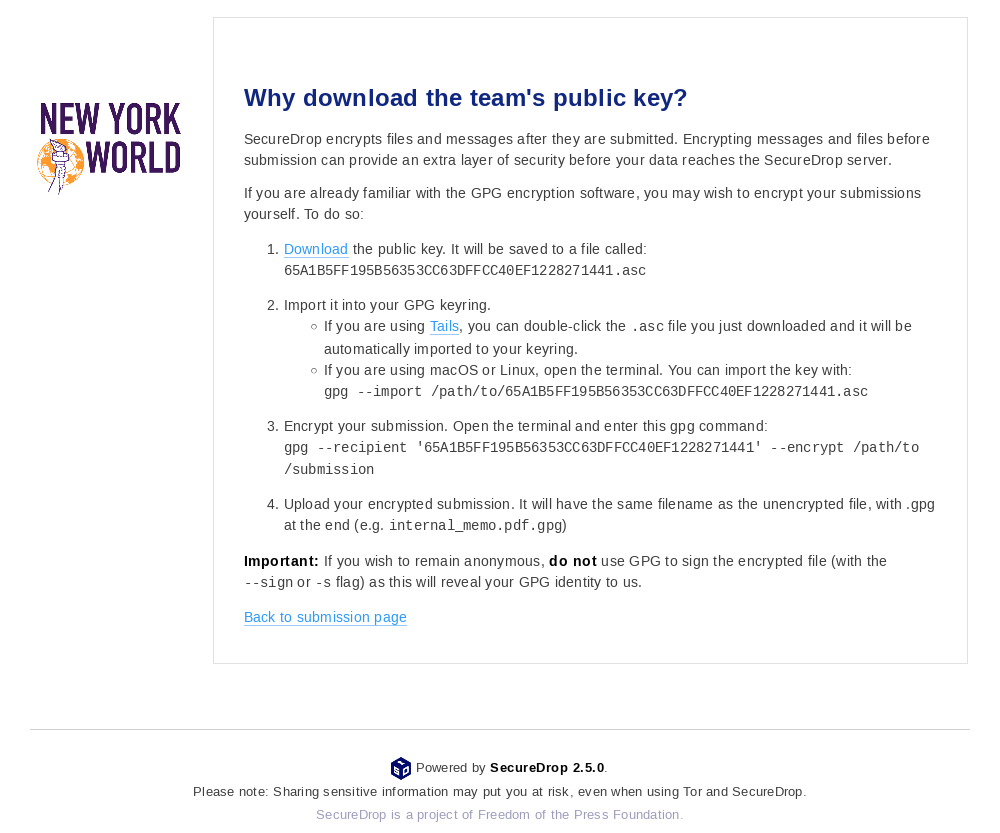 NEW YORK
WORLD
Why download the team's public key?
SecureDrop encrypts files and messages after they are submitted. Encrypting messages and files before
submission can provide an extra layer of security before your data reaches the SecureDrop server.
If you are already familiar with the GPG encryption software, you may wish to encrypt your submissions
yourself. To do so:
1. Download the public key. It will be saved to a file called:
65A1B5FF195B56353CC63DFFCC40EF1228271441.asc
2. Import it into your GPG keyring.
○ If you are using Tails, you can double-click the .asc file you just downloaded and it will be
automatically imported to your keyring.
○ If you are using macOS or Linux, open the terminal. You can import the key with:
gpg --import /path/to/65A1B5FF195B56353CC63DFFCC40EF1228271441.asc
3. Encrypt your submission. Open the terminal and enter this gpg command:
gpg --recipient '65A1B5FF195B56353CC63DFFCC40EF1228271441' --encrypt /path/to
/submission
4. Upload your encrypted submission. It will have the same filename as the unencrypted file, with .gpg
at the end (e.g. internal_memo.pdf.gpg)
Important: If you wish to remain anonymous, do not use GPG to sign the encrypted file (with the
--sign or -s flag) as this will reveal your GPG identity to us.
Back to submission page
Powered by SecureDrop 2.5.0.
Please note: Sharing sensitive information may put you at risk, even when using Tor and SecureDrop.
SecureDrop is a project of Freedom of the Press Foundation.